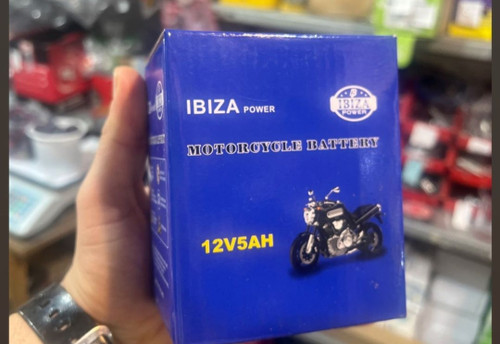 IBIZA POWER
IBIZA
POWER
MOTORCYCLE BATTERY
12V5AH